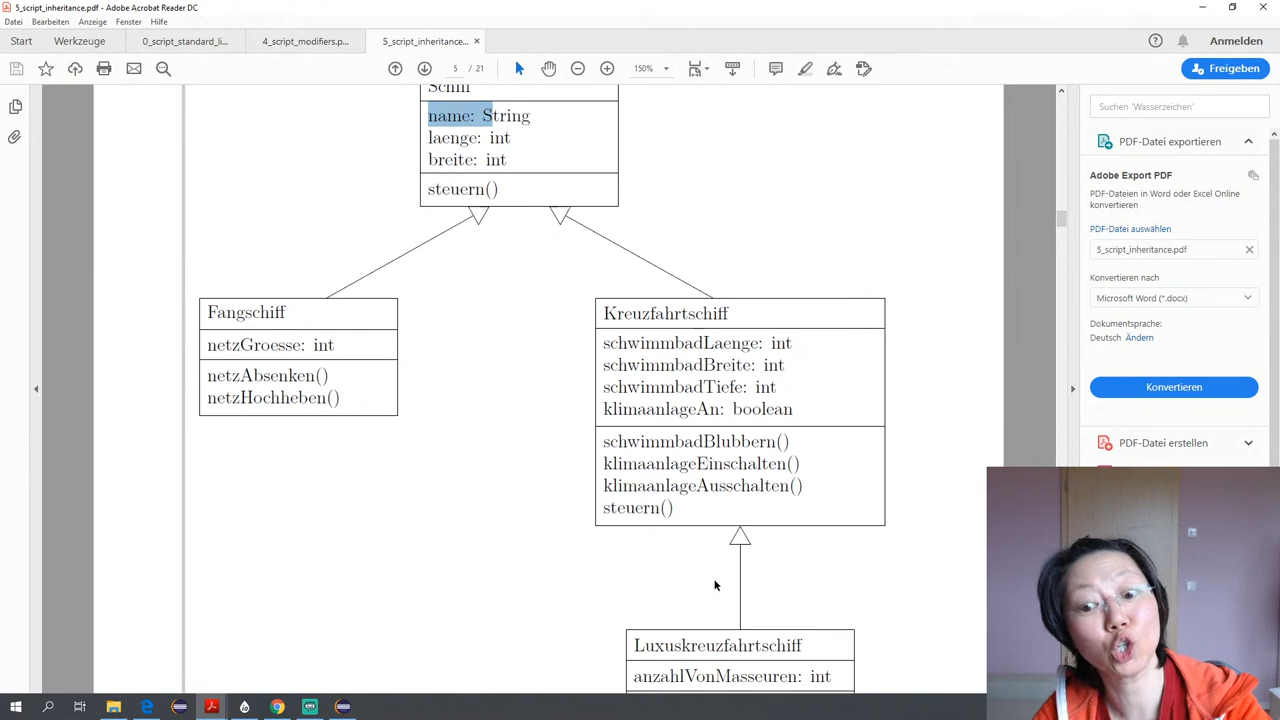 5_script_inheritance.pdf - Adobe Acrobat Reader DC
Datei Bearbeiten Anzeige Fenster Hilfe
Start Werkzeuge 0_script_standard_li... 4_script_modifiers.p... 5_script_inheritance... × Anmelden
5 / 21 150% Freigeben
Schiff
name: String
laenge: int
breite: int
steuern()
Fangschiff
netzGroesse: int
netzAbsenken()
netzHochheben()
Kreuzfahrtschiff
schwimmbadLaenge: int
schwimmbadBreite: int
schwimmbadTiefe: int
klimaanlageAn: boolean
schwimmbadBlubbern()
klimaanlageEinschalten()
klimaanlageAusschalten()
steuern()
Luxuskreuzfahrtschiff
anzahlVonMasseuren: int
Suchen 'Wasserzeichen'
PDF-Datei exportieren
Adobe Export PDF
PDF-Dateien in Word oder Excel Online
konvertieren
PDF-Datei auswählen
5_script_inheritance.pdf
Konvertieren nach
Microsoft Word (*.docx)
Dokumentsprache:
Deutsch Ändern
Konvertieren
PDF-Datei erstellen